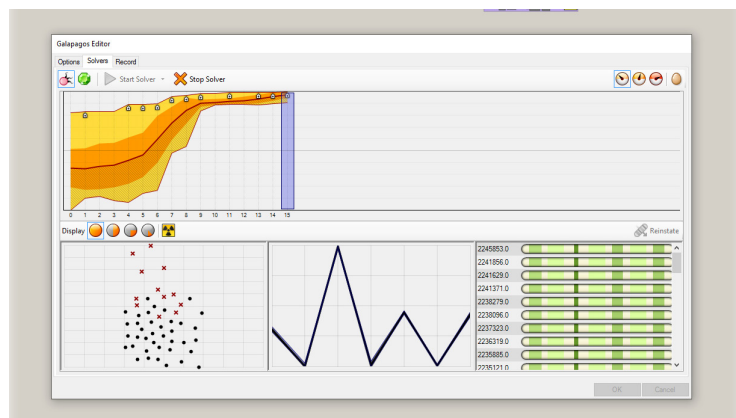 Galapagos Editor
Options Solvers Record
Start Solver Stop Solver
0 1 2 3 4 5 6 7 8 9 10 11 12 13 14 15
Display Reinstate
2245853.0
2241856.0
2241629.0
2241371.0
2238279.0
2238096.0
2237323.0
2236319.0
2235885.0
2235121.0
OK Cancel